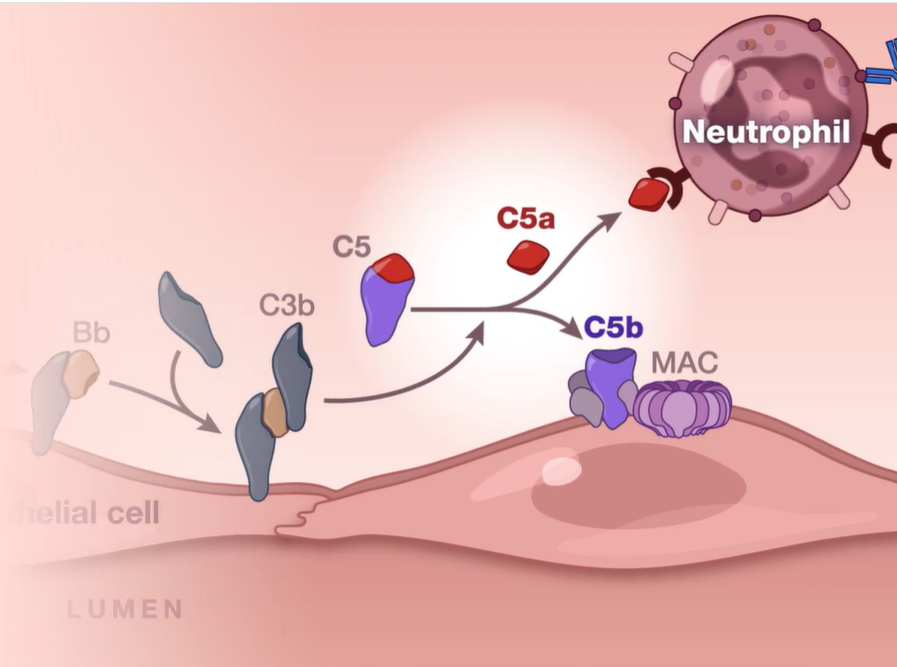 Neutrophil
C5a
C5
C3b
Bb
C5b
MAC
helial cell
LUMEN